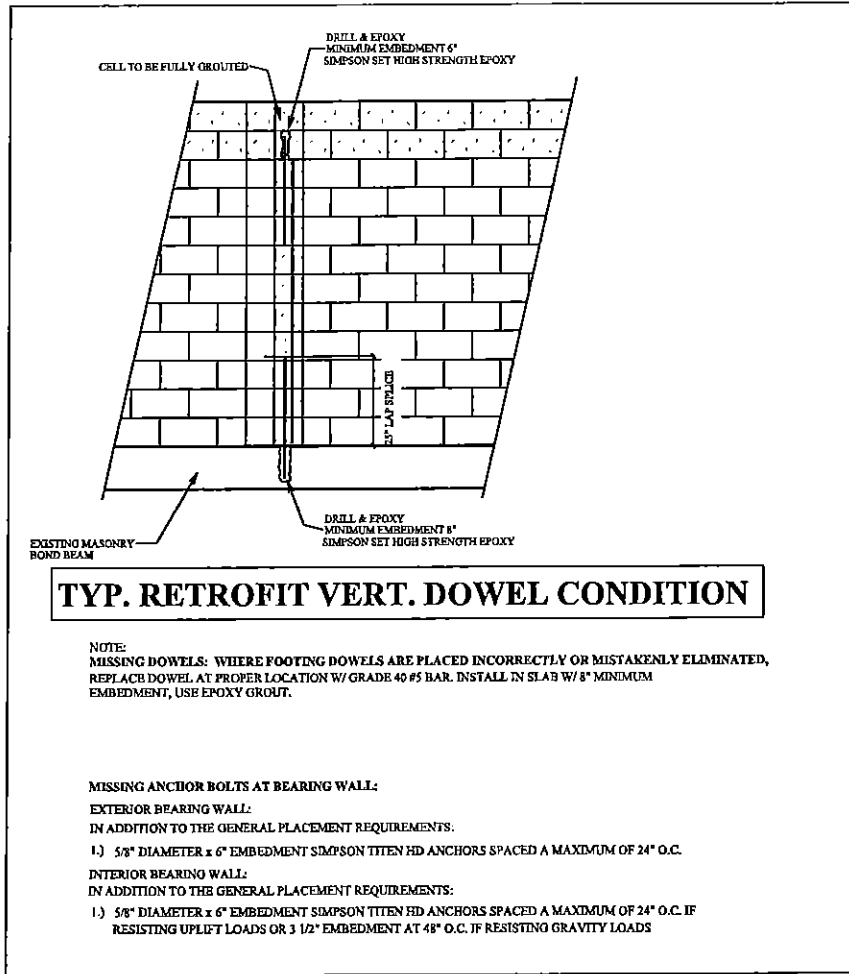 DRILL & EPOXY
MINIMUM EMBEDMENT 6"
SIMPSON SET HIGH STRENGTH EPOXY
CELL TO BE FULLY GROUTED
25" LAP SPLICE
DRILL & EPOXY
MINIMUM EMBEDMENT 8"
SIMPSON SET HIGH STRENGTH EPOXY
EXISTING MASONRY
BOND BEAM
TYP. RETROFIT VERT. DOWEL CONDITION
NOTE:
MISSING DOWELS: WHERE FOOTING DOWELS ARE PLACED INCORRECTLY OR MISTAKENLY ELIMINATED,
REPLACE DOWEL AT PROPER LOCATION W/ GRADE 40 #5 BAR. INSTALL IN SLAB W/ 8" MINIMUM
EMBEDMENT, USE EPOXY GROUT.
MISSING ANCHOR BOLTS AT BEARING WALL:
EXTERIOR BEARING WALL:
IN ADDITION TO THE GENERAL PLACEMENT REQUIREMENTS:
1.) 5/8" DIAMETER x 6" EMBEDMENT SIMPSON TITEN HD ANCHORS SPACED A MAXIMUM OF 24" O.C.
INTERIOR BEARING WALL:
IN ADDITION TO THE GENERAL PLACEMENT REQUIREMENTS:
1.) 5/8" DIAMETER x 6" EMBEDMENT SIMPSON TITEN HD ANCHORS SPACED A MAXIMUM OF 24" O.C. IF
RESISTING UPLIFT LOADS OR 3 1/2" EMBEDMENT AT 48" O.C. IF RESISTING GRAVITY LOADS